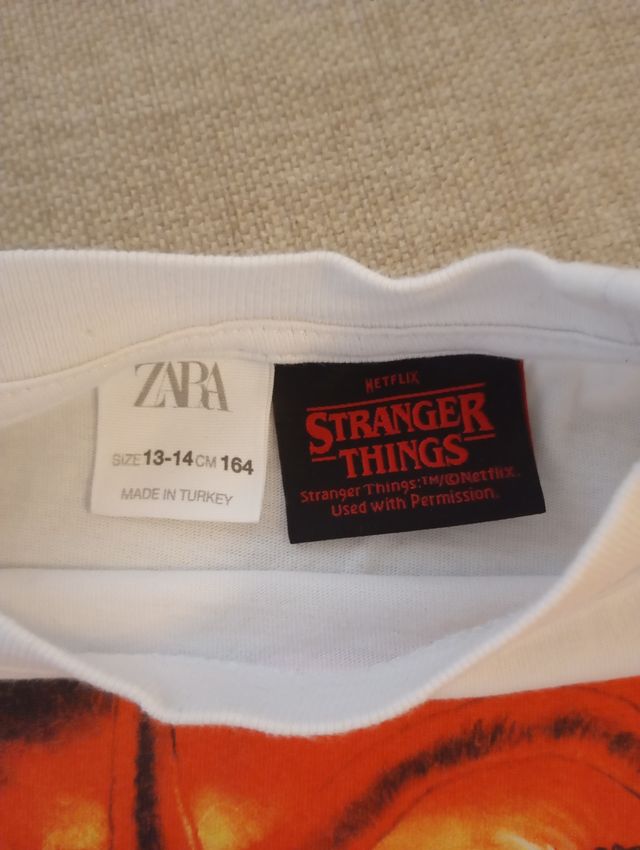 ZARA
SIZE 13-14 CM 164
MADE IN TURKEY
NETFLIX
STRANGER
THINGS
Stranger Things:TM/©Netflix.
Used with Permission.